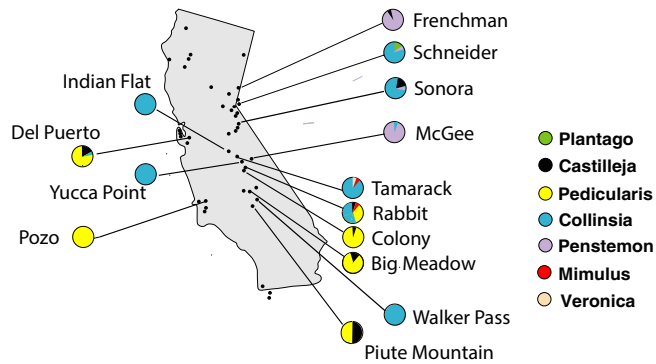 Frenchman
Schneider
Indian Flat
Sonora
Del Puerto
McGee
Yucca Point
Tamarack
Rabbit
Pozo
Colony
Big Meadow
Walker Pass
Piute Mountain
Plantago
Castilleja
Pedicularis
Collinsia
Penstemon
Mimulus
Veronica